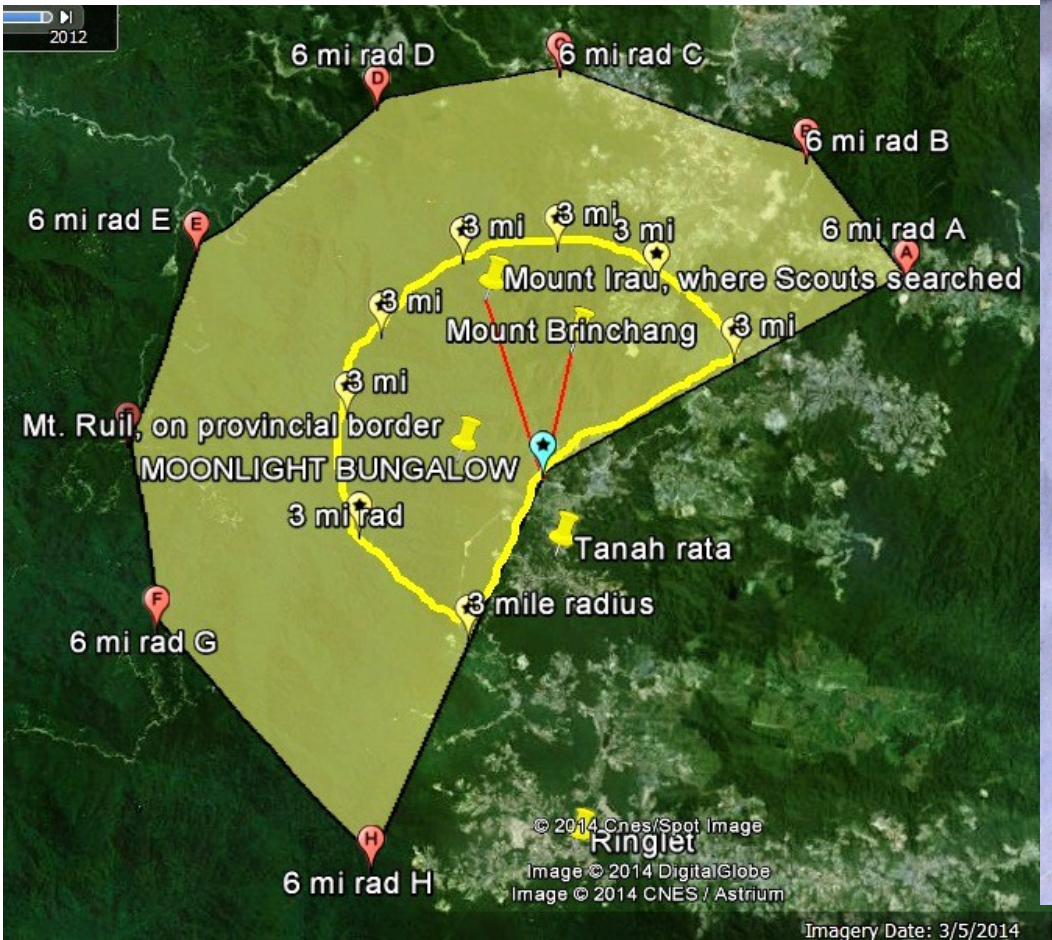 2012
6 mi rad D
C
6 mi rad C
D
B
6 mi rad B
6 mi rad E
E
3 mi
3 mi
3 mi
6 mi rad A
A
Mount Irau, where Scouts searched
3 mi
Mount Brinchang
3 mi
3 mi
Mt. Ruil, on provincial border
MOONLIGHT BUNGALOW
3 mi rad
Tanah rata
F
3 mile radius
6 mi rad G
H
© 2014 Cnes/Spot Image
Ringlet
6 mi rad H
Image © 2014 DigitalGlobe
Image © 2014 CNES / Astrium
Imagery Date: 3/5/2014